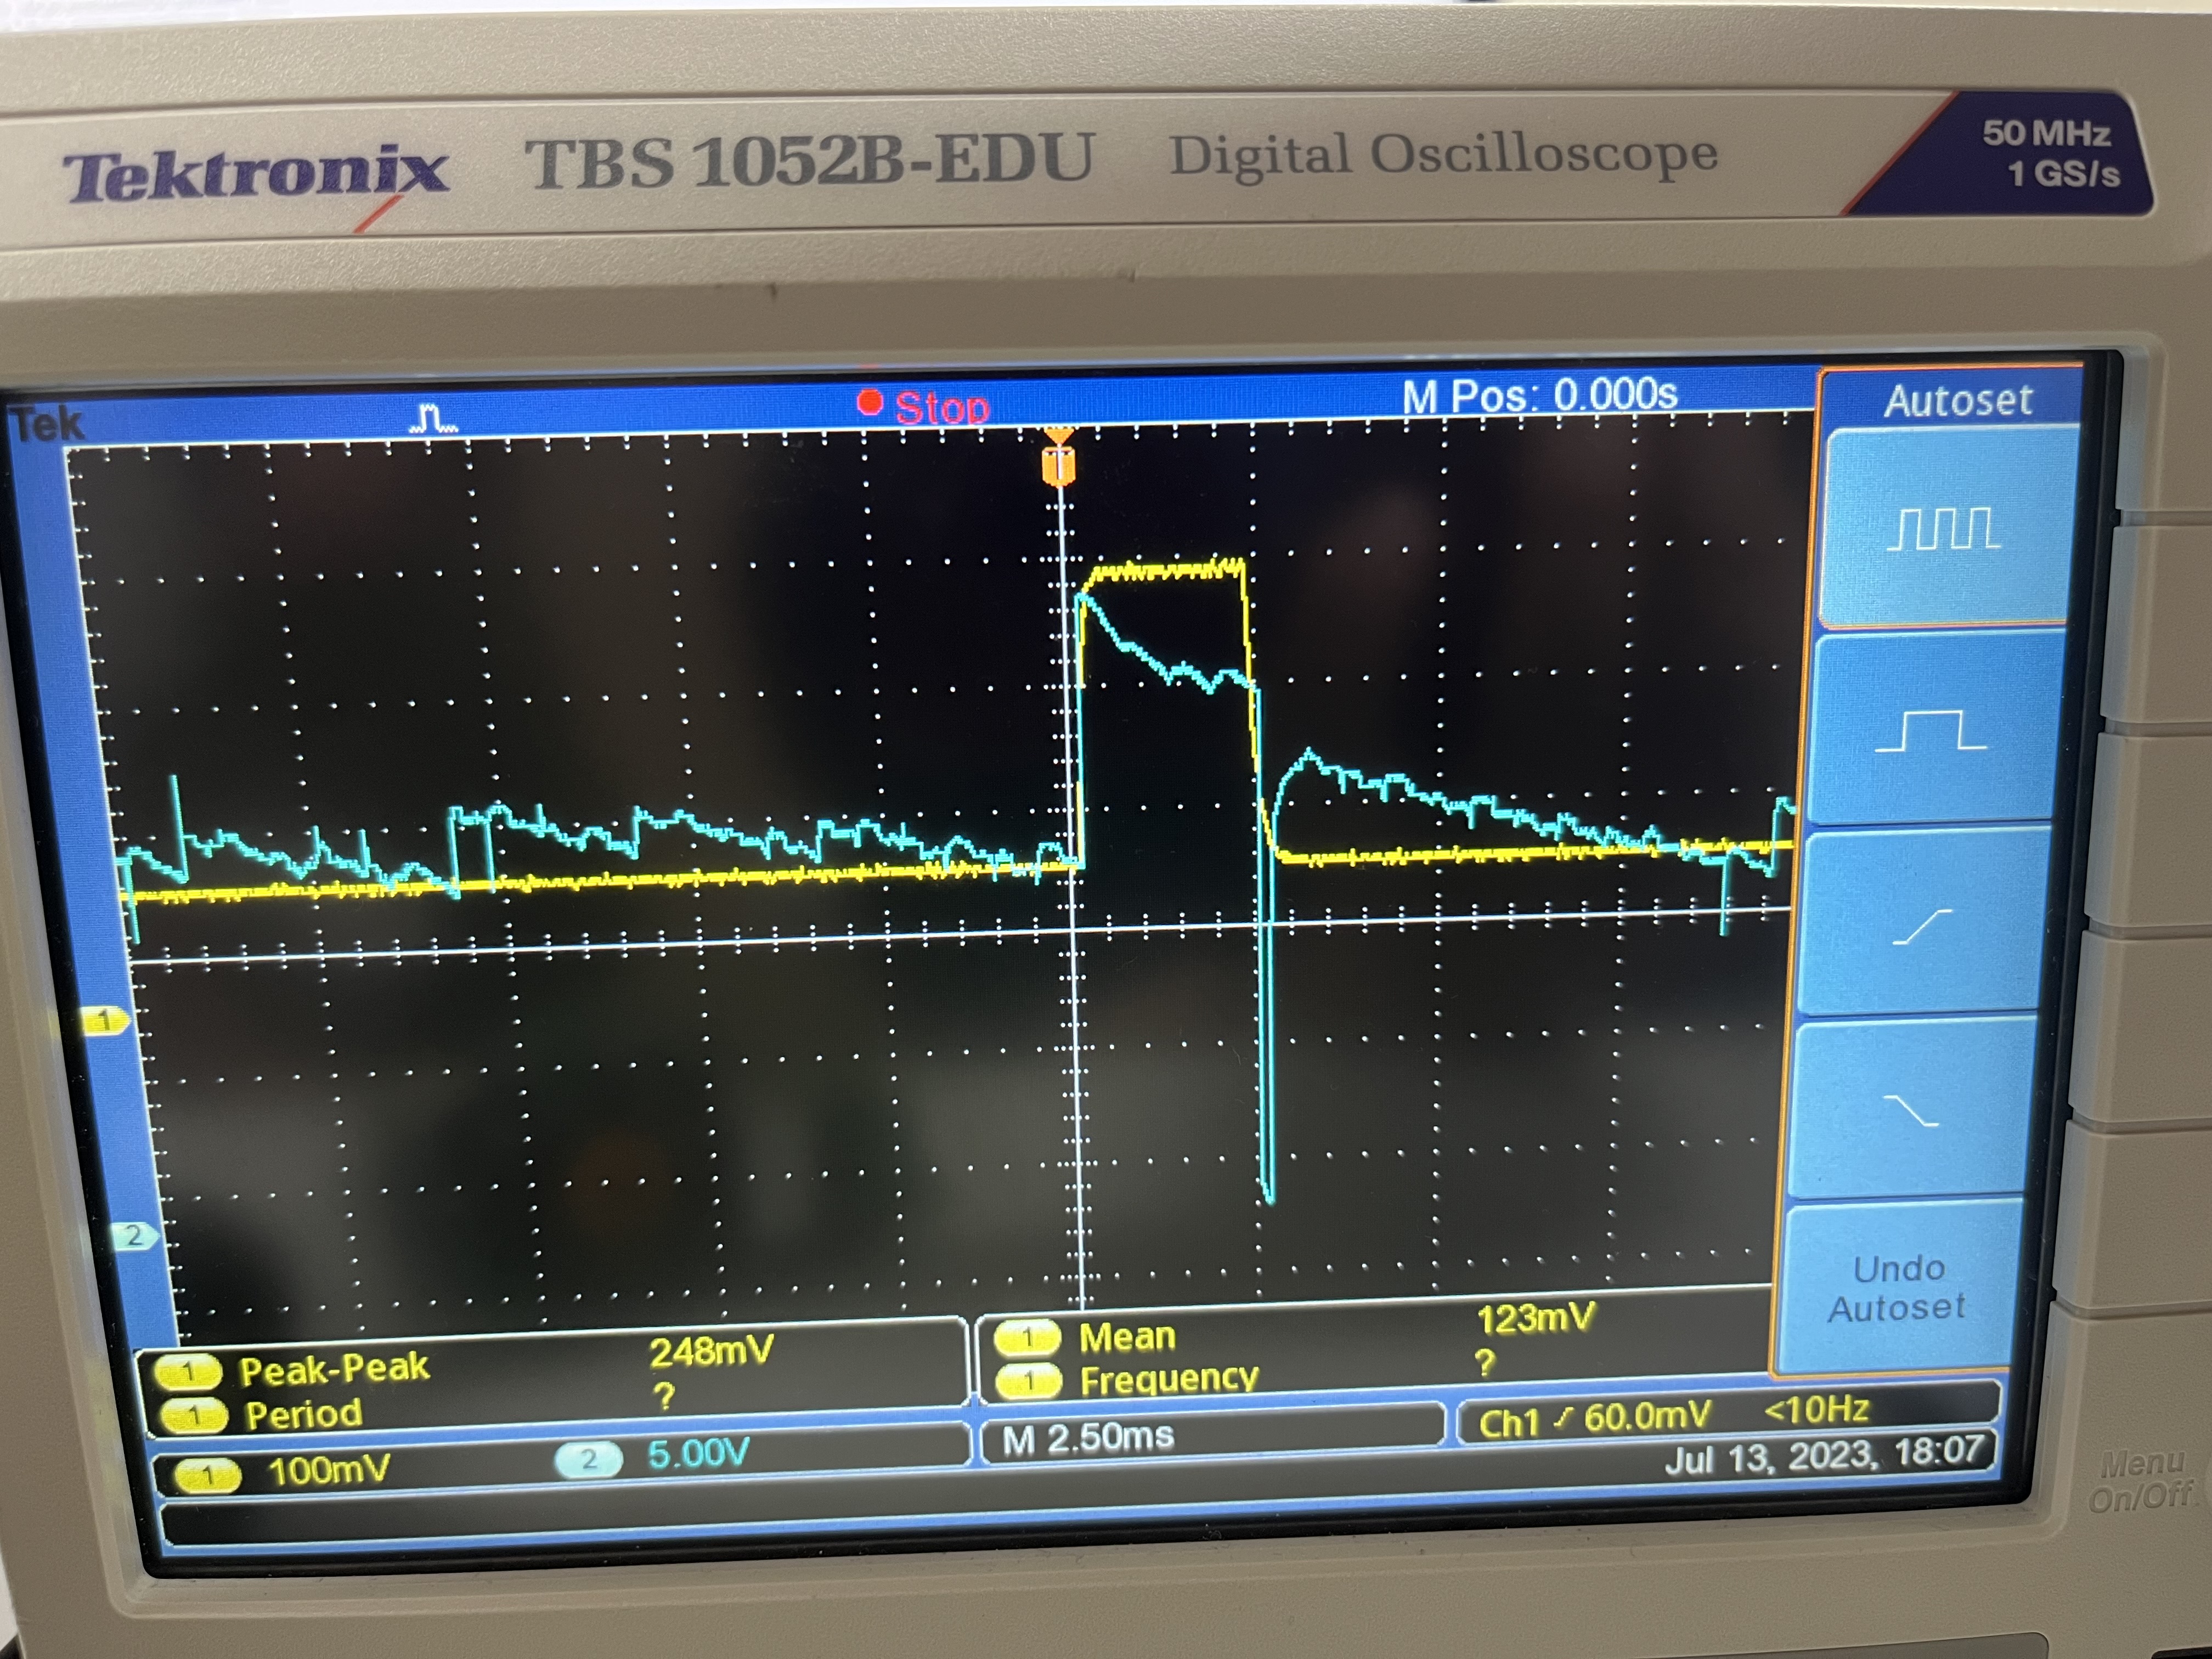 Tektronix TBS 1052B-EDU Digital Oscilloscope 50 MHz
1 GS/s
Tek Stop M Pos: 0.000s Autoset
T
1
2
Undo
Autoset
1 Peak-Peak 248mV 1 Mean 123mV
1 Period ? 1 Frequency ?
1 100mV 2 5.00V M 2.50ms Ch1 60.0mV <10Hz
Jul 13, 2023, 18:07
Menu
On/Off